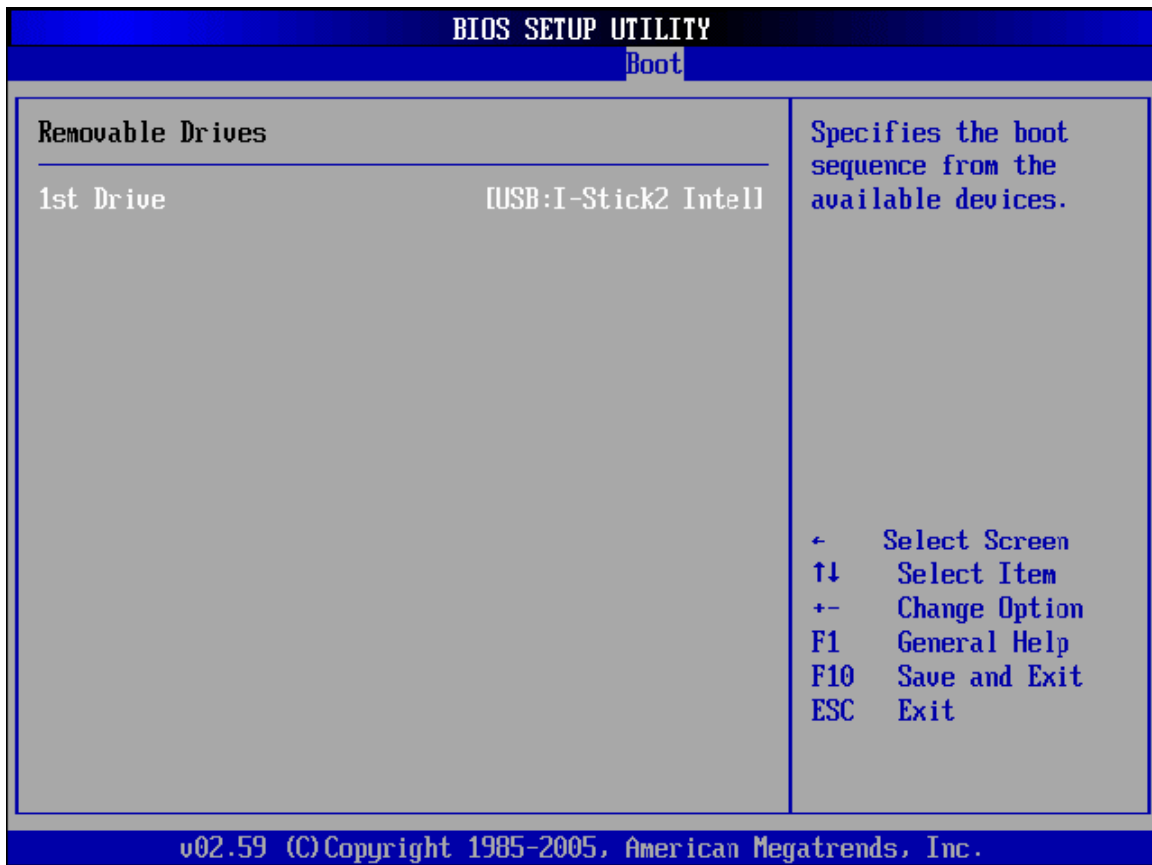 BIOS SETUP UTILITY
Boot
Removable Drives
1st Drive [USB:I-Stick2 Intel]
Specifies the boot
sequence from the
available devices.
← Select Screen
↑↓ Select Item
+- Change Option
F1 General Help
F10 Save and Exit
ESC Exit
v02.59 (C)Copyright 1985-2005, American Megatrends, Inc.